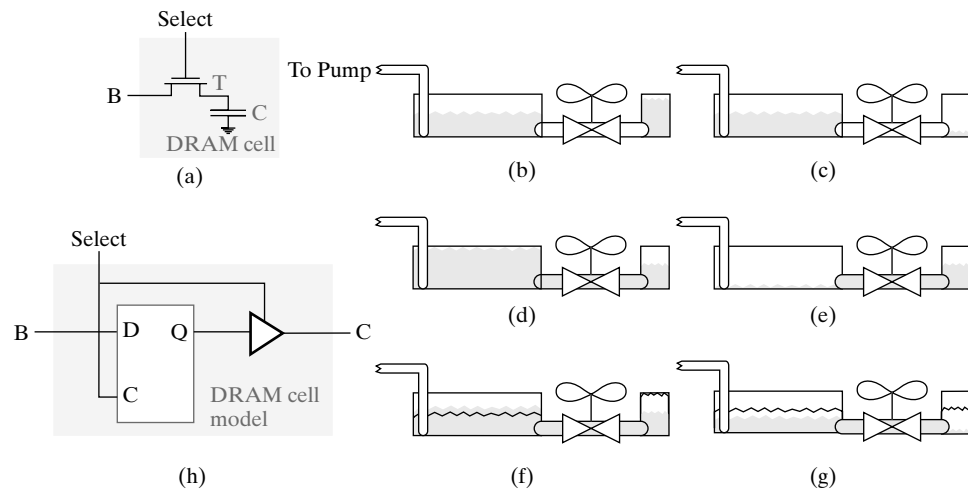 Select
T
B
C
DRAM cell
(a)
To Pump
(b)
(c)
(d)
(e)
Select
B
D
Q
C
C
DRAM cell
model
(h)
(f)
(g)